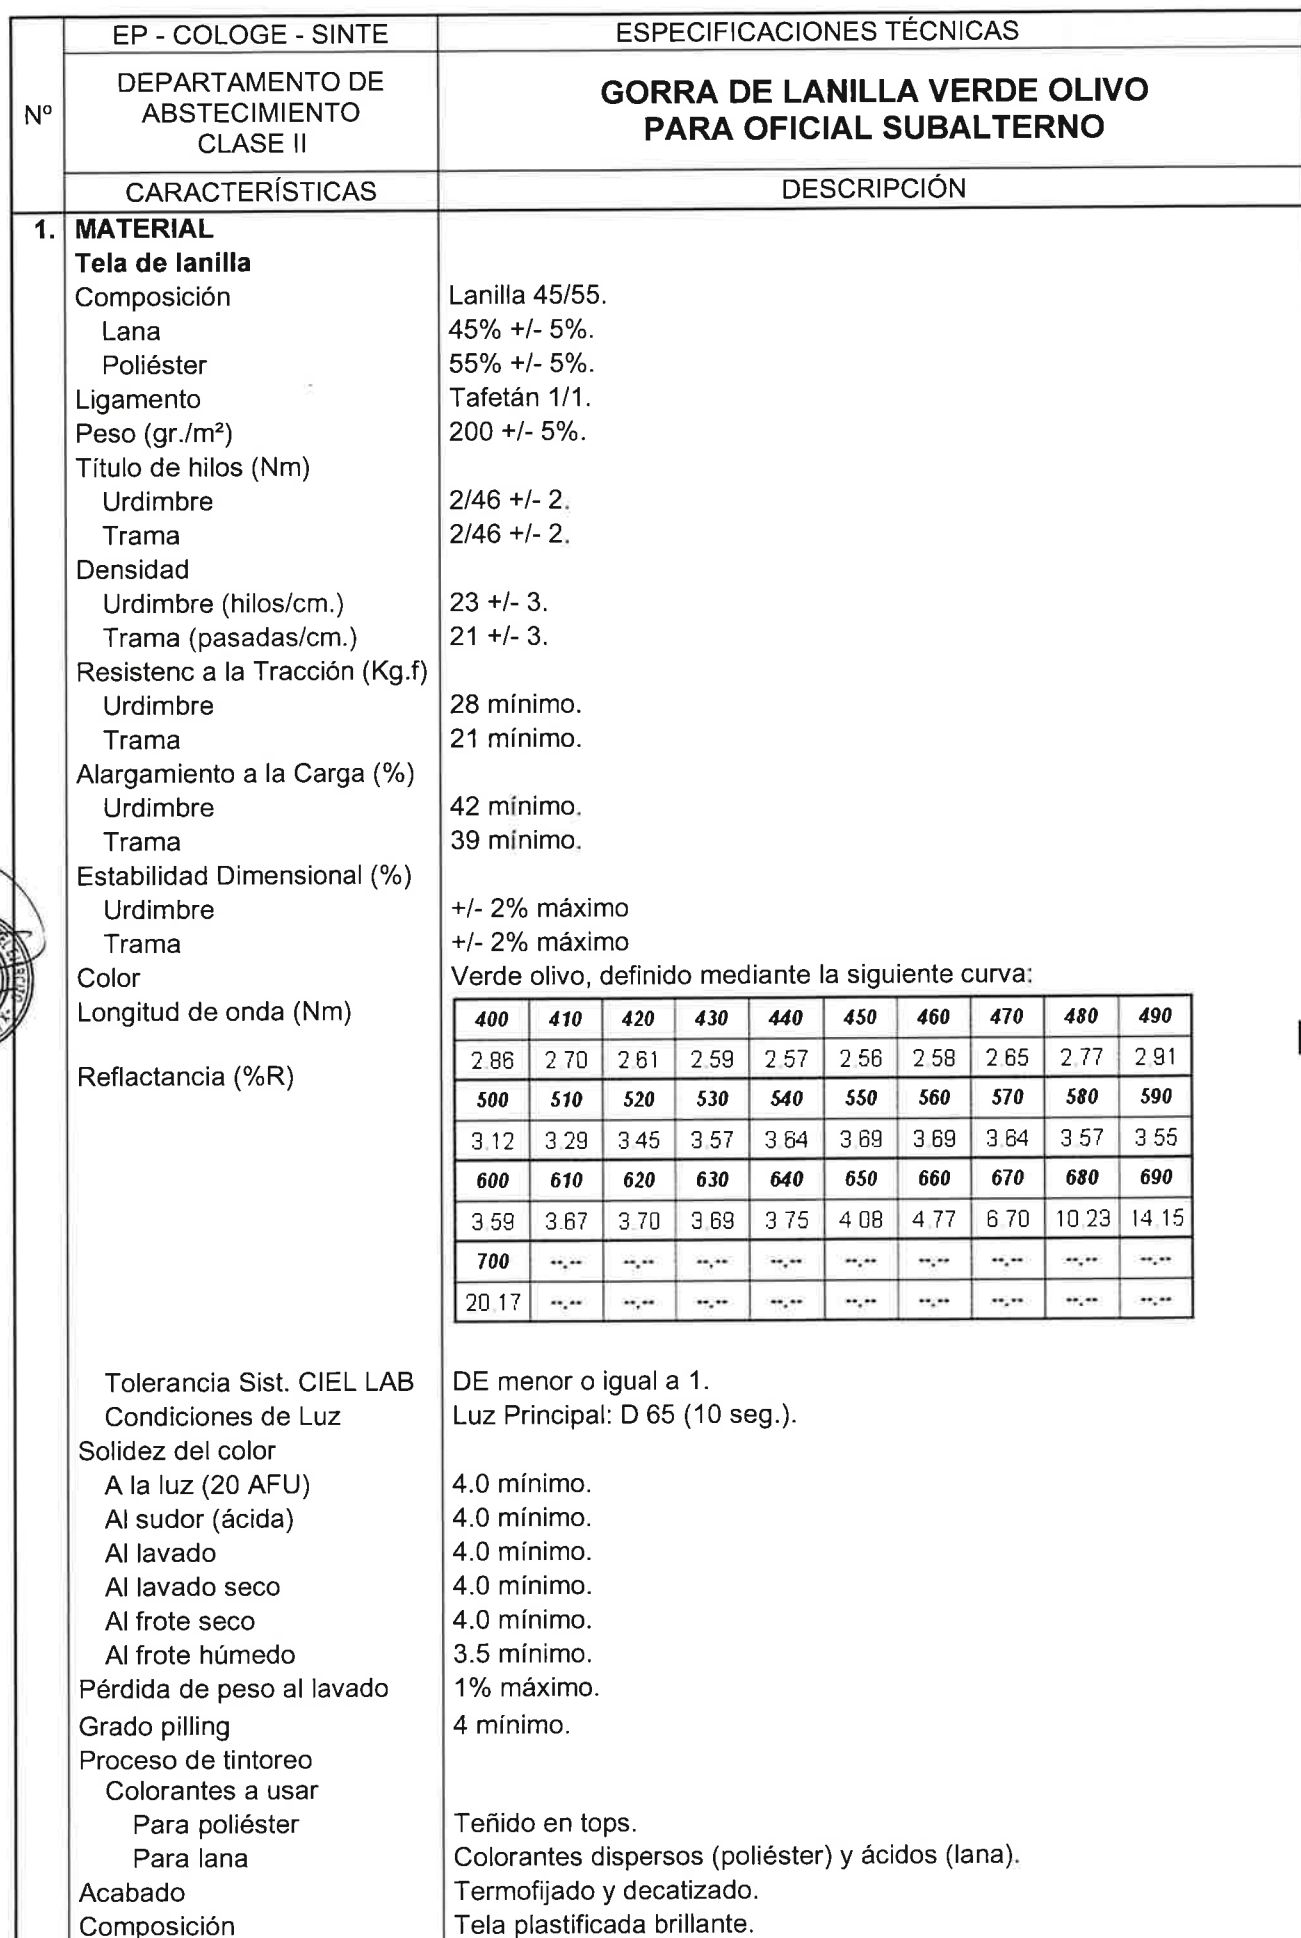 EP - COLOGE - SINTE ESPECIFICACIONES TÉCNICAS
Nº DEPARTAMENTO DE ABSTECIMIENTO CLASE II GORRA DE LANILLA VERDE OLIVO PARA OFICIAL SUBALTERNO
CARACTERÍSTICAS DESCRIPCIÓN
1. MATERIAL
Tela de lanilla
Composición Lanilla 45/55.
Lana 45% +/- 5%.
Poliéster 55% +/- 5%.
Ligamento Tafetán 1/1.
Peso (gr./m²) 200 +/- 5%.
Título de hilos (Nm)
Urdimbre 2/46 +/- 2.
Trama 2/46 +/- 2.
Densidad
Urdimbre (hilos/cm.) 23 +/- 3.
Trama (pasadas/cm.) 21 +/- 3.
Resistenc a la Tracción (Kg.f)
Urdimbre 28 mínimo.
Trama 21 mínimo.
Alargamiento a la Carga (%)
Urdimbre 42 mínimo.
Trama 39 mínimo.
Estabilidad Dimensional (%)
Urdimbre +/- 2% máximo
Trama +/- 2% máximo
Color Verde olivo, definido mediante la siguiente curva:
Longitud de onda (Nm) 400 410 420 430 440 450 460 470 480 490
Reflactancia (%R) 2.86 2.70 2.61 2.59 2.57 2.56 2.58 2.65 2.77 2.91
500 510 520 530 540 550 560 570 580 590
3.12 3.29 3.45 3.57 3.64 3.69 3.69 3.64 3.57 3.55
600 610 620 630 640 650 660 670 680 690
3.59 3.67 3.70 3.69 3.75 4.08 4.77 6.70 10.23 14.15
700 --.-- --.-- --.-- --.-- --.-- --.-- --.-- --.-- --.--
20.17 --.-- --.-- --.-- --.-- --.-- --.-- --.-- --.-- --.--
Tolerancia Sist. CIEL LAB DE menor o igual a 1.
Condiciones de Luz Luz Principal: D 65 (10 seg.).
Solidez del color
A la luz (20 AFU) 4.0 mínimo.
Al sudor (ácida) 4.0 mínimo.
Al lavado 4.0 mínimo.
Al lavado seco 4.0 mínimo.
Al frote seco 4.0 mínimo.
Al frote húmedo 3.5 mínimo.
Pérdida de peso al lavado 1% máximo.
Grado pilling 4 mínimo.
Proceso de tintoreo
Colorantes a usar
Para poliéster Teñido en tops.
Para lana Colorantes dispersos (poliéster) y ácidos (lana).
Acabado Termofijado y decatizado.
Composición Tela plastificada brillante.